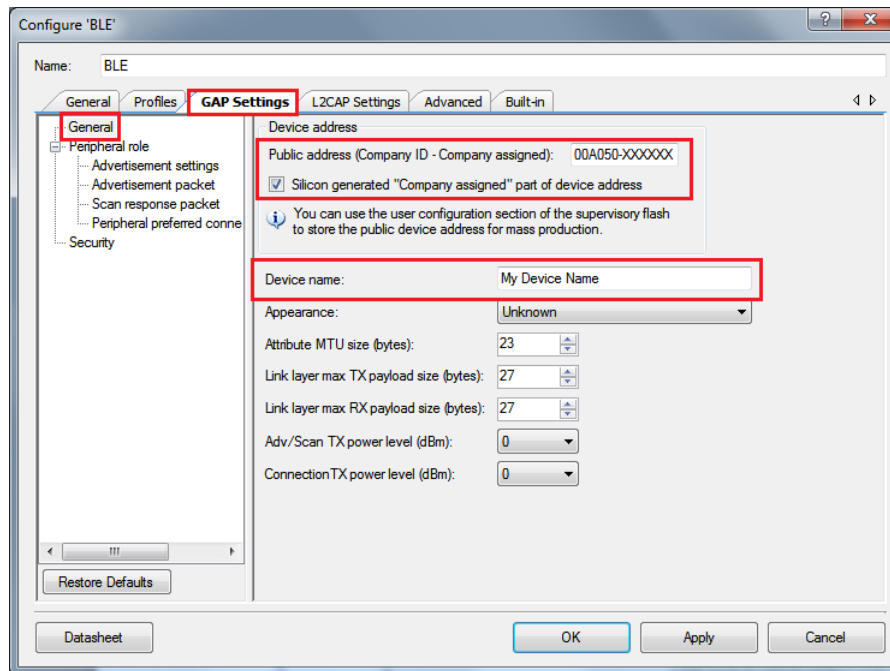 Configure 'BLE'
Name: BLE
General Profiles GAP Settings L2CAP Settings Advanced Built-in
General
Peripheral role
Advertisement settings
Advertisement packet
Scan response packet
Peripheral preferred conne
Security
Restore Defaults
Device address
Public address (Company ID - Company assigned): 00A050-XXXXXX
Silicon generated "Company assigned" part of device address
You can use the user configuration section of the supervisory flash
to store the public device address for mass production.
Device name: My Device Name
Appearance: Unknown
Attribute MTU size (bytes): 23
Link layer max TX payload size (bytes): 27
Link layer max RX payload size (bytes): 27
Adv/Scan TX power level (dBm): 0
ConnectionTX power level (dBm): 0
Datasheet OK Apply Cancel